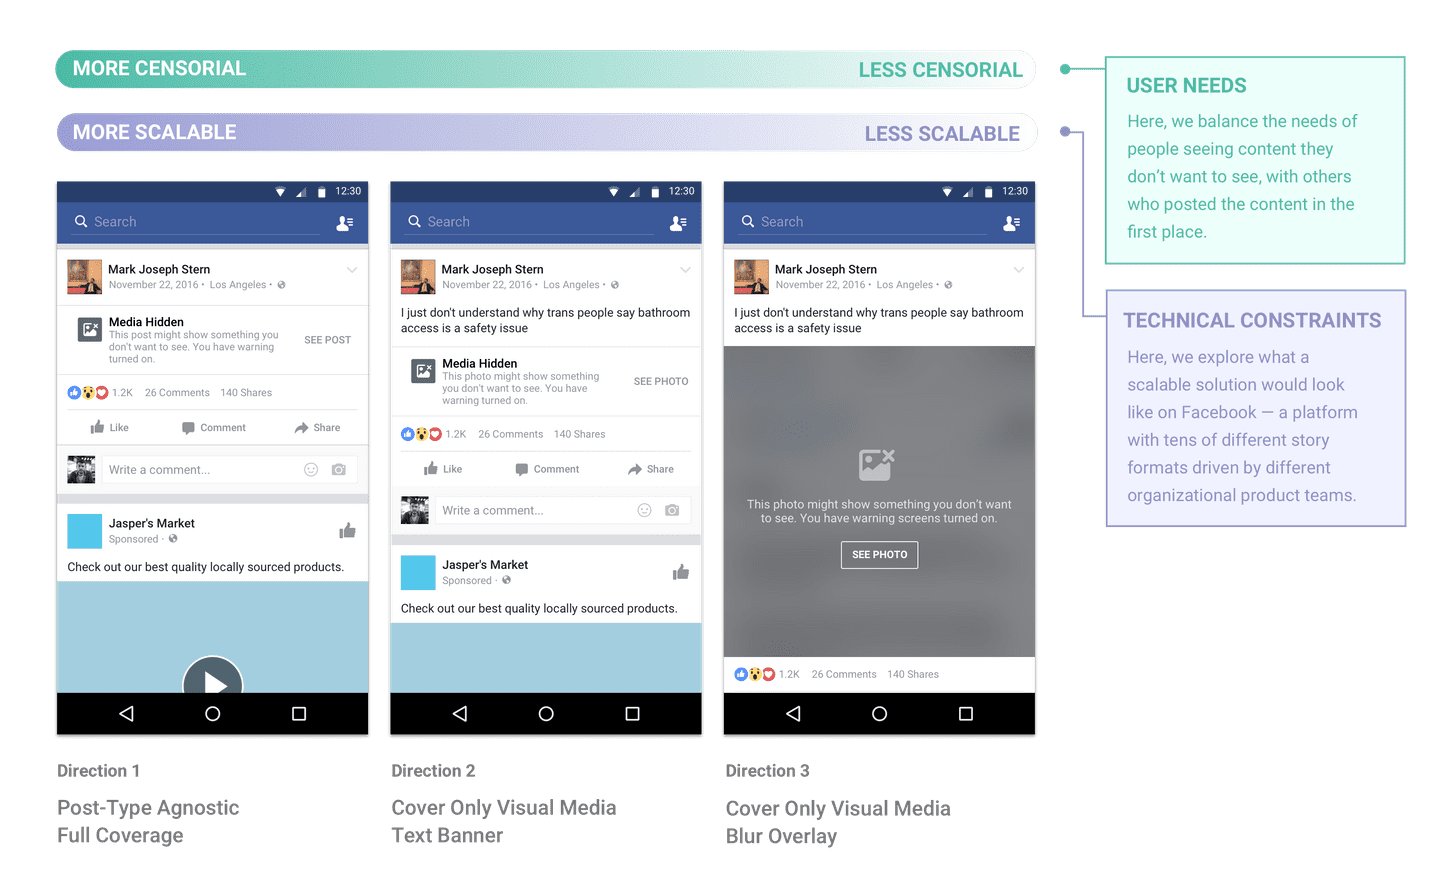 MORE CENSORIAL
LESS CENSORIAL
MORE SCALABLE
LESS SCALABLE
USER NEEDS
Here, we balance the needs of
people seeing content they
don't want to see, with others
who posted the content in the
first place.
TECHNICAL CONSTRAINTS
Here, we explore what a
scalable solution would look
like on Facebook — a platform
with tens of different story
formats driven by different
organizational product teams.
12:30
Search
Mark Joseph Stern
November 22, 2016 • Los Angeles •
Media Hidden
This post might show something you
don't want to see. You have warning
turned on.
SEE POST
1.2K 26 Comments 140 Shares
Like Comment Share
Write a comment...
Jasper's Market
Sponsored ·
Check out our best quality locally sourced products.
Direction 1
Post-Type Agnostic
Full Coverage
12:30
Search
Mark Joseph Stern
November 22, 2016 • Los Angeles •
I just don't understand why trans people say bathroom
access is a safety issue
Media Hidden
This photo might show something
you don't want to see. You have
warning turned on.
SEE PHOTO
1.2K 26 Comments 140 Shares
Like Comment Share
Write a comment...
Jasper's Market
Sponsored ·
Check out our best quality locally sourced products.
Direction 2
Cover Only Visual Media
Text Banner
12:30
Search
Mark Joseph Stern
November 22, 2016 • Los Angeles •
I just don't understand why trans people say bathroom
access is a safety issue
This photo might show something you don't want
to see. You have warning screens turned on.
SEE PHOTO
1.2K 26 Comments 140 Shares
Direction 3
Cover Only Visual Media
Blur Overlay